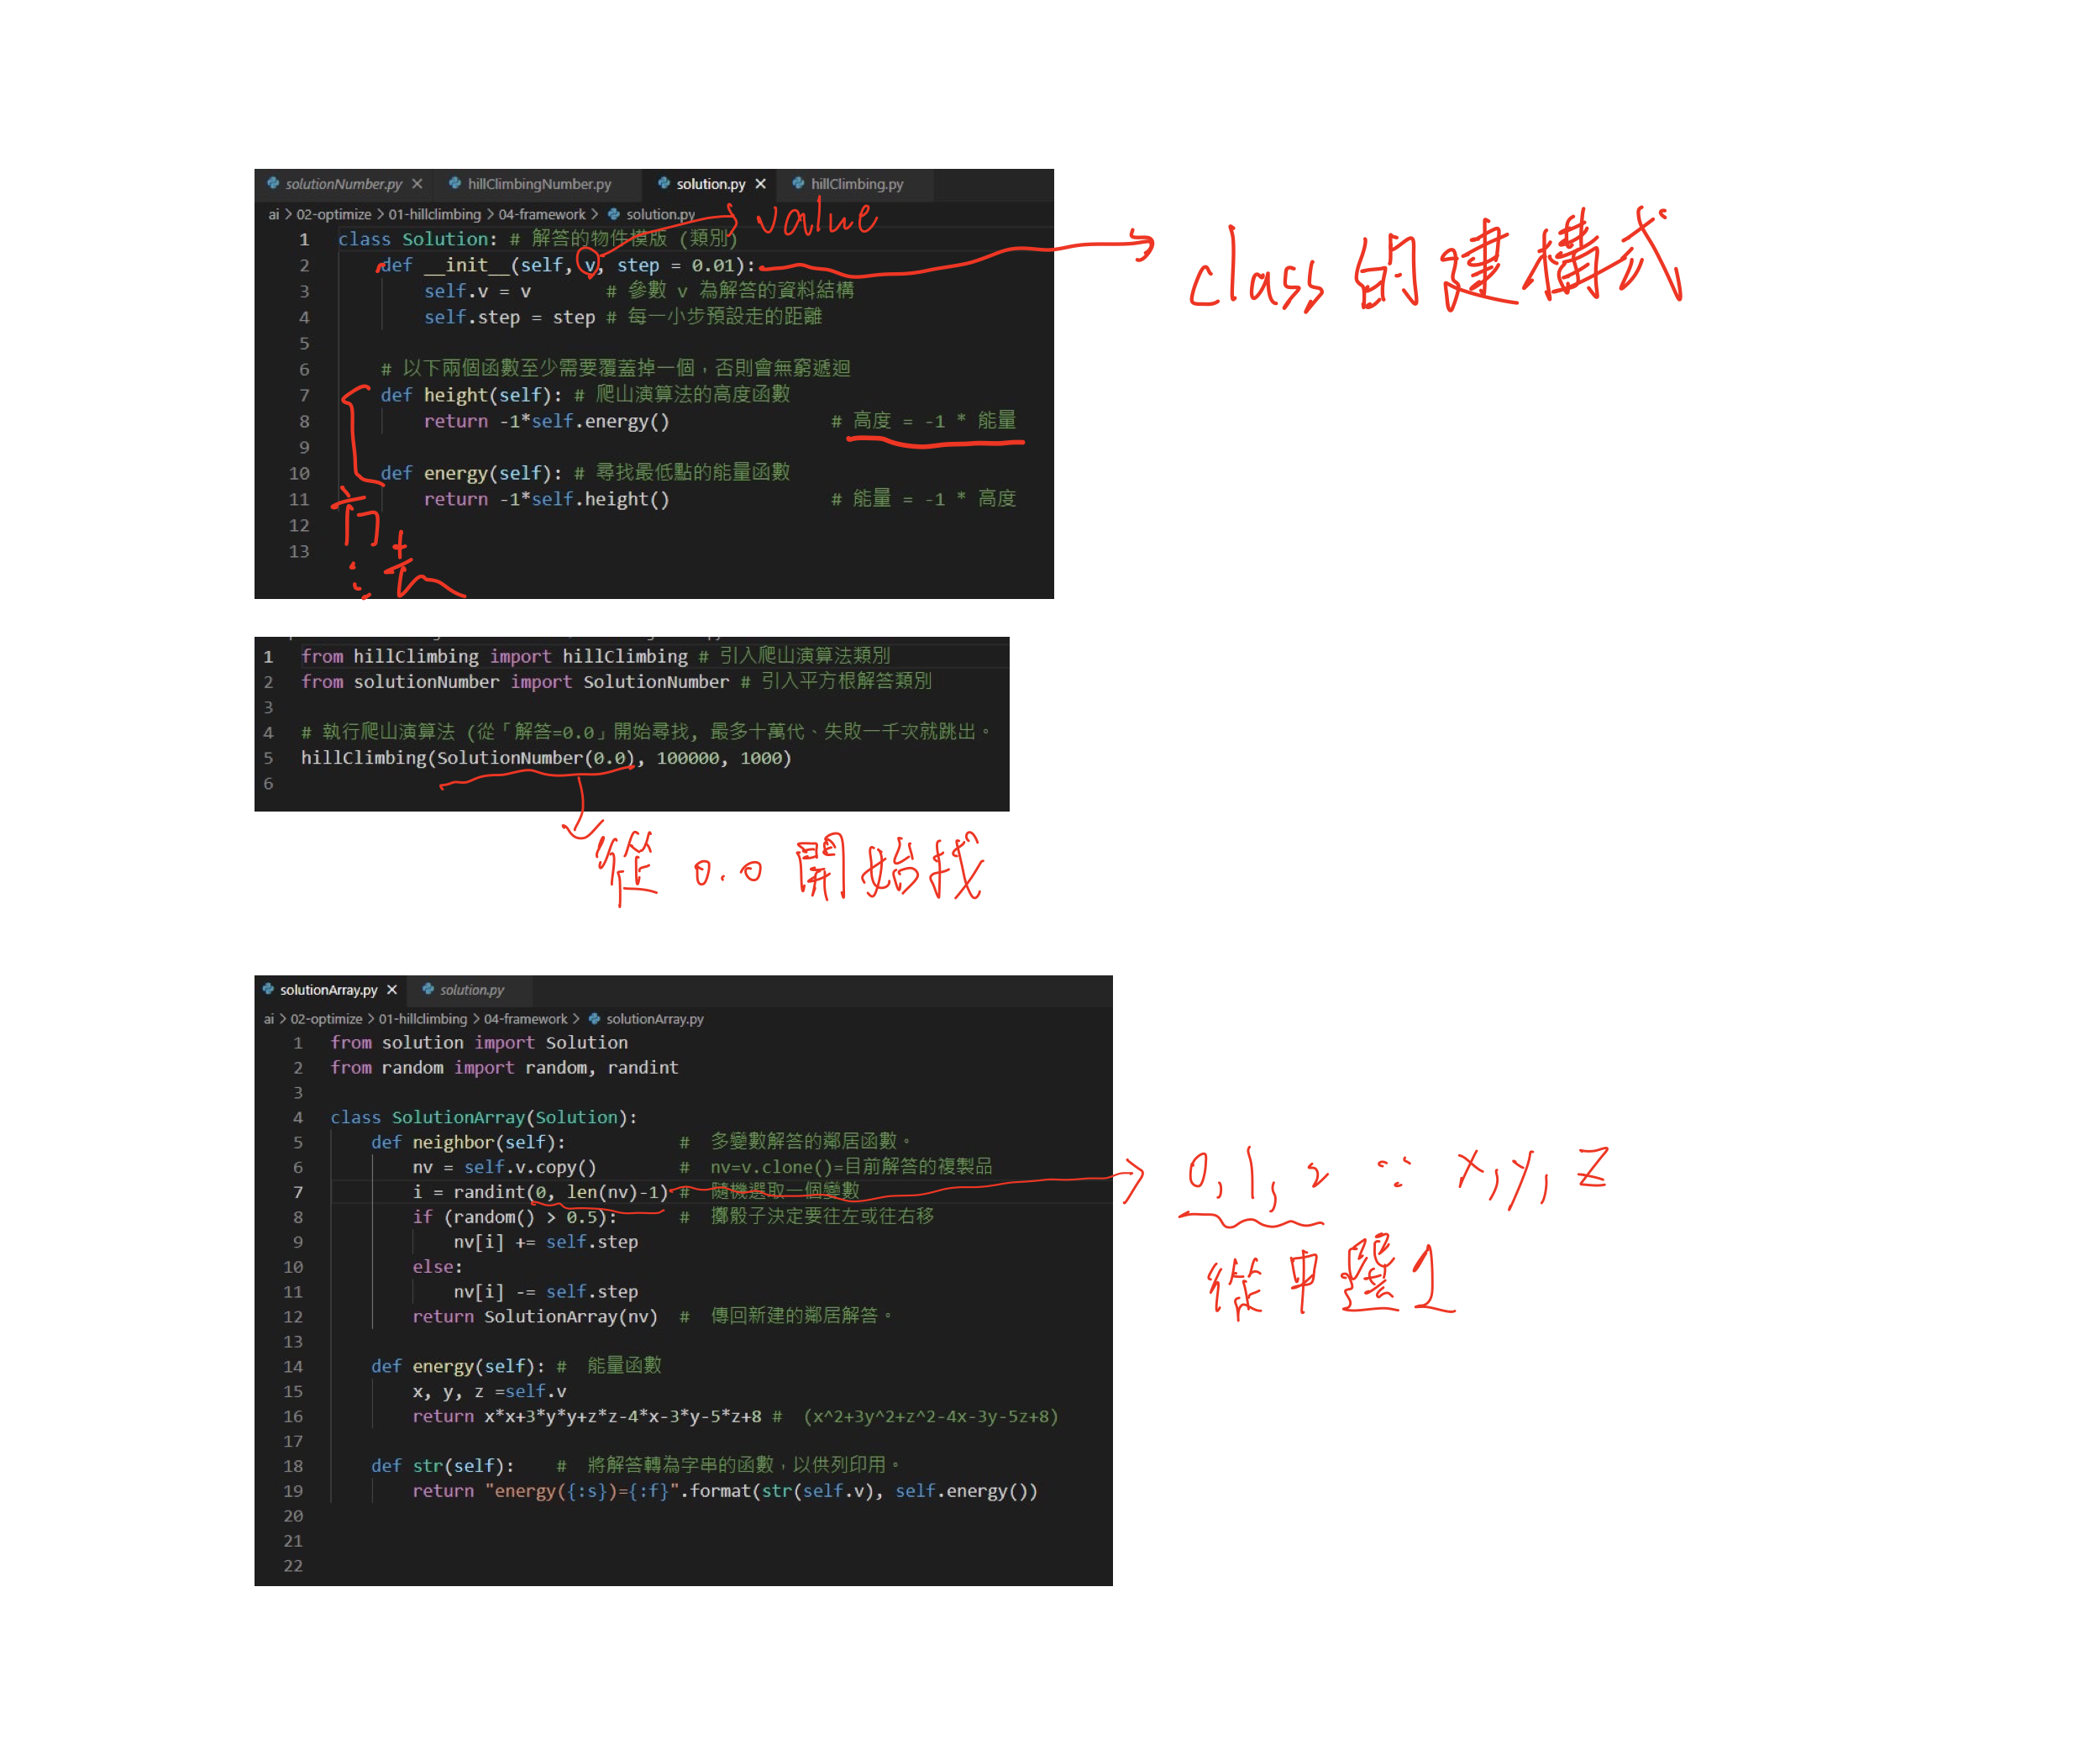 solutionNumber.py hillClimbingNumber.py solution.py hillClimbing.py
ai > 02-optimize > 01-hillclimbing > 04-framework > solution.py
value
1 class Solution: # 解答的物件模版 (類別)
2 def __init__(self, v, step = 0.01):
class 的建構式
3 self.v = v # 參數 v 為解答的資料結構
4 self.step = step # 每一小步預設走的距離
5
6 # 以下兩個函數至少需要覆蓋掉一個，否則會無窮遞迴
7 def height(self): # 爬山演算法的高度函數
8 return -1*self.energy() # 高度 = -1 * 能量
9
10 def energy(self): # 尋找最低點的能量函數
11 return -1*self.height() # 能量 = -1 * 高度
12
13
方法
1 from hillClimbing import hillClimbing # 引入爬山演算法類別
2 from solutionNumber import SolutionNumber # 引入平方根解答類別
3
4 # 執行爬山演算法 (從「解答=0.0」開始尋找, 最多十萬代、失敗一千次就跳出。
5 hillClimbing(SolutionNumber(0.0), 100000, 1000)
6
從 0.0 開始找
solutionArray.py solution.py
ai > 02-optimize > 01-hillclimbing > 04-framework > solutionArray.py
1 from solution import Solution
2 from random import random, randint
3
4 class SolutionArray(Solution):
5 def neighbor(self): # 多變數解答的鄰居函數。
6 nv = self.v.copy() # nv=v.clone()=目前解答的複製品
7 i = randint(0, len(nv)-1) # 隨機選取一個變數
0, 1, 2 ∵ x, y, z
從中選1
8 if (random() > 0.5): # 擲骰子決定要往左或往右移
9 nv[i] += self.step
10 else:
11 nv[i] -= self.step
12 return SolutionArray(nv) # 傳回新建的鄰居解答。
13
14 def energy(self): # 能量函數
15 x, y, z =self.v
16 return x*x+3*y*y+z*z-4*x-3*y-5*z+8 # (x^2+3y^2+z^2-4x-3y-5z+8)
17
18 def str(self): # 將解答轉為字串的函數，以供列印用。
19 return "energy({:s})={:f}".format(str(self.v), self.energy())
20
21
22